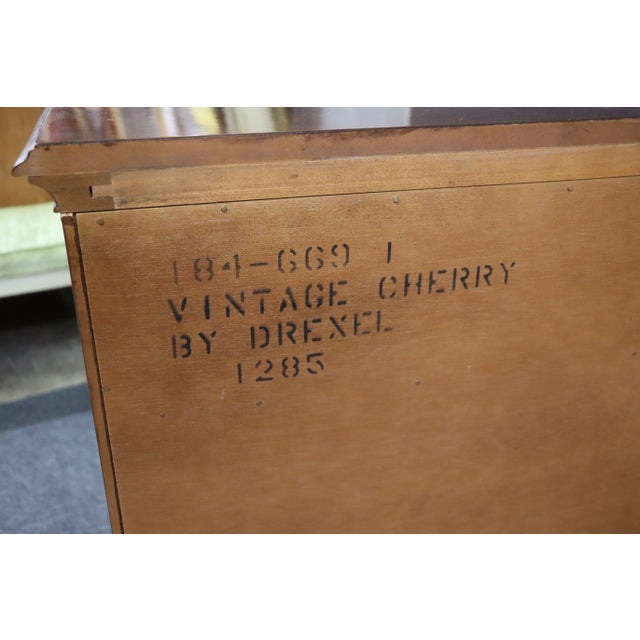 184-669 1
VINTAGE CHERRY
BY DREXEL
1285